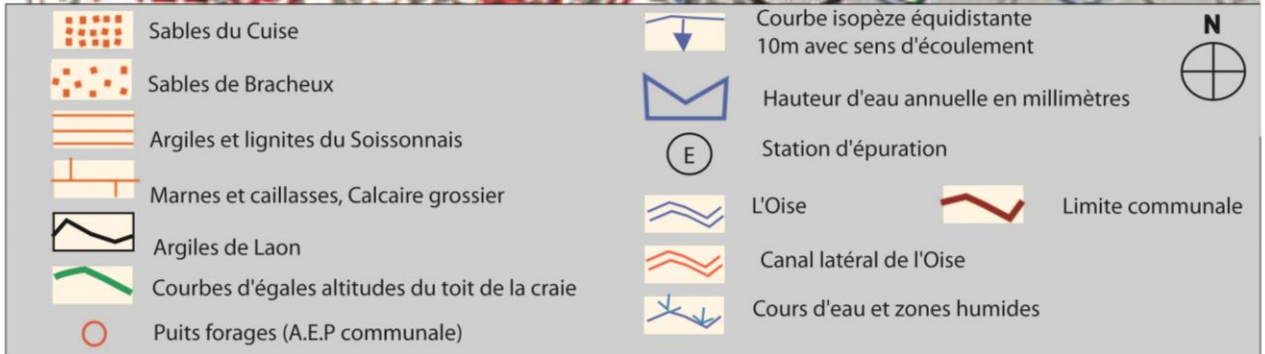 Sables du Cuise
Sables de Bracheux
Argiles et lignites du Soissonnais
Marnes et caillasses, Calcaire grossier
Argiles de Laon
Courbes d'égales altitudes du toit de la craie
Puits forages (A.E.P communale)
Courbe isopèze équidistante
10m avec sens d'écoulement
Hauteur d'eau annuelle en millimètres
E
Station d'épuration
L'Oise
Limite communale
Canal latéral de l'Oise
Cours d'eau et zones humides
N